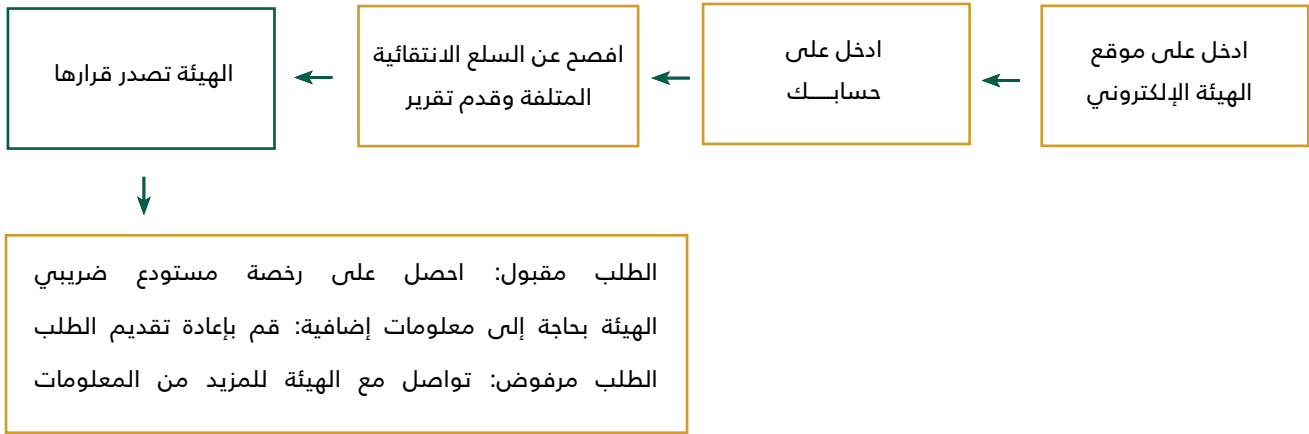 ادخل على موقع
الهيئة الإلكتروني
ادخل على
حسابـــك
افصح عن السلع الانتقائية
المتلفة وقدم تقرير
الهيئة تصدر قرارها
الطلب مقبول: احصل على رخصة مستودع ضريبي
الهيئة بحاجة إلى معلومات إضافية: قم بإعادة تقديم الطلب
الطلب مرفوض: تواصل مع الهيئة للمزيد من المعلومات